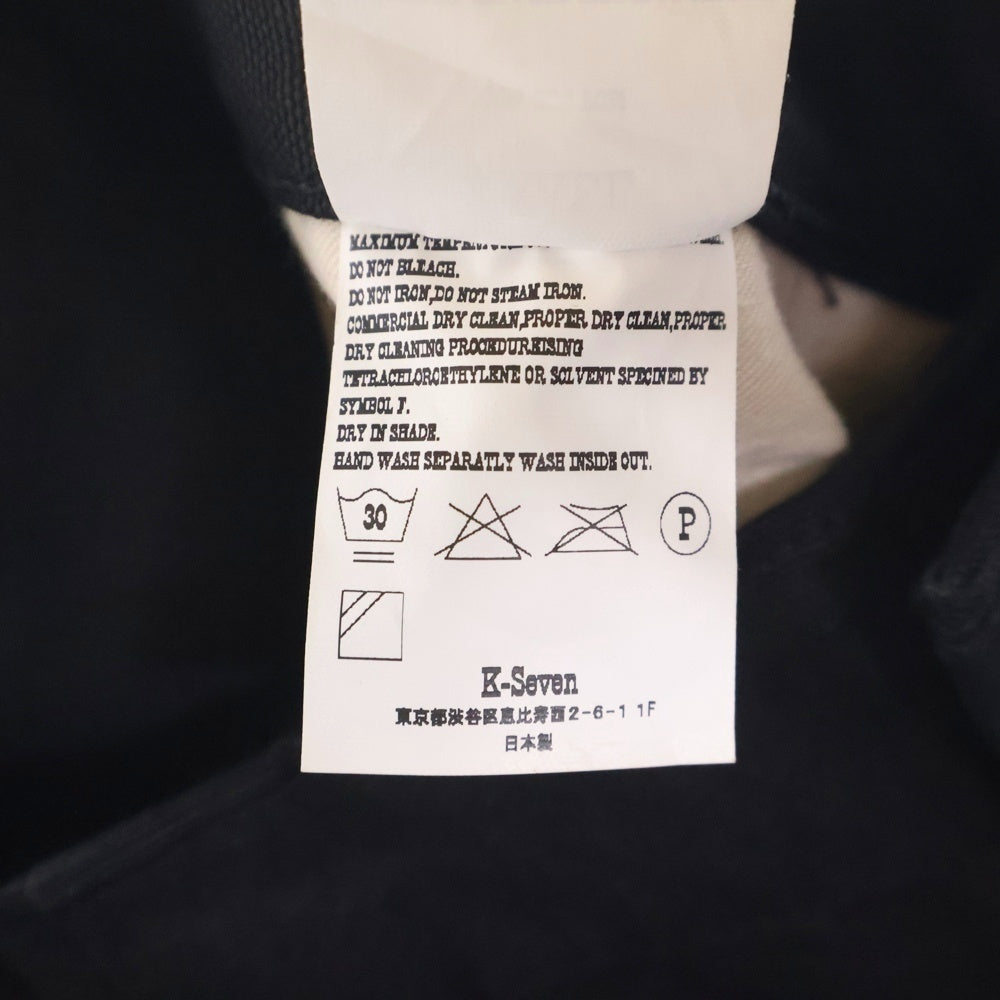 MAXIMUM
DO NOT BLEACH.
DO NOT IRON,DO NOT STEAM IRON.
COMMERCIAL DRY CLEAN,PROPER DRY CLEAN,PROPER
DRY CLEANING PROCEDUREISING
TETRACHLOROETHYLENE OR SOLVENT SPECINED BY
SYMBOL F.
DRY IN SHADE.
HAND WASH SEPARATLY WASH INSIDE OUT.
30
P
K-Seven
東京都渋谷区恵比寿西2-6-1 1F
日本製